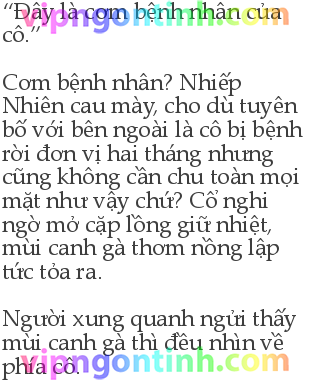 “Đây là cơm bệnh nhân của
cô.”
Cơm bệnh nhân? Nhiếp
Nhiên cau mày, cho dù tuyên
bố với bên ngoài là cô bị bệnh
rời đơn vị hai tháng nhưng
cũng không cần chu toàn mọi
mặt như vậy chứ? Cổ nghi
ngờ mở cặp lồng giữ nhiệt,
mùi canh gà thơm nồng lập
tức tỏa ra.
Người xung quanh ngửi thấy
mùi canh gà thì đều nhìn về
phía cô.
vipngontinh.com
vipngontinh.com